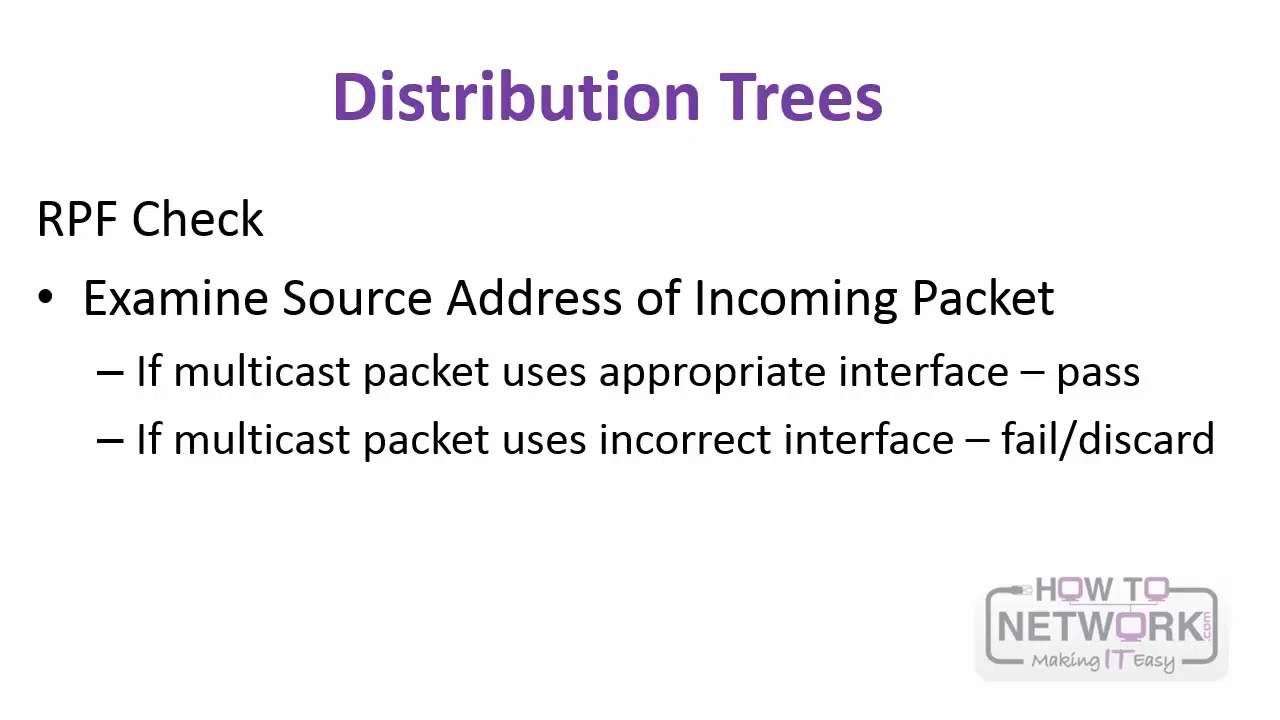 Distribution Trees
RPF Check
• Examine Source Address of Incoming Packet
– If multicast packet uses appropriate interface – pass
– If multicast packet uses incorrect interface – fail/discard
HOW TO
NETWORK.com
Making IT Easy